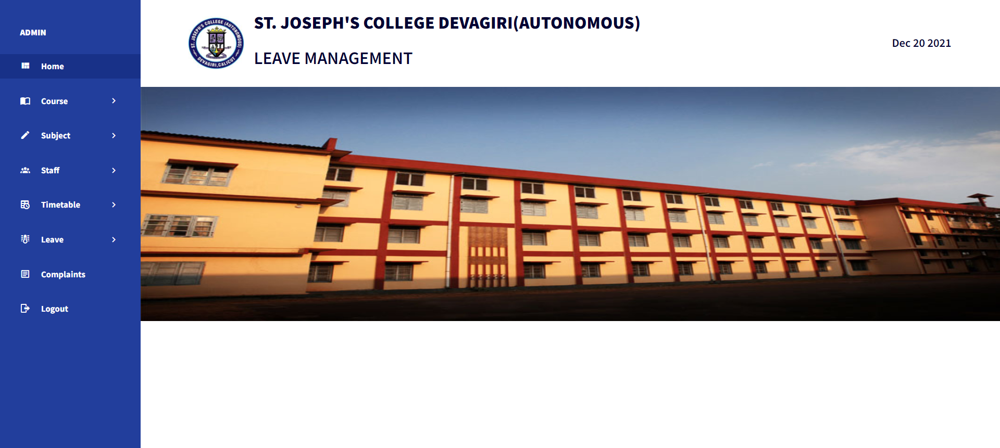 ADMIN
Home
Course
Subject
Staff
Timetable
Leave
Complaints
Logout
ST. JOSEPH'S COLLEGE (AUTONOMOUS)
DEVAGIRI, CALICUT
ST. JOSEPH'S COLLEGE DEVAGIRI(AUTONOMOUS)
LEAVE MANAGEMENT
Dec 20 2021